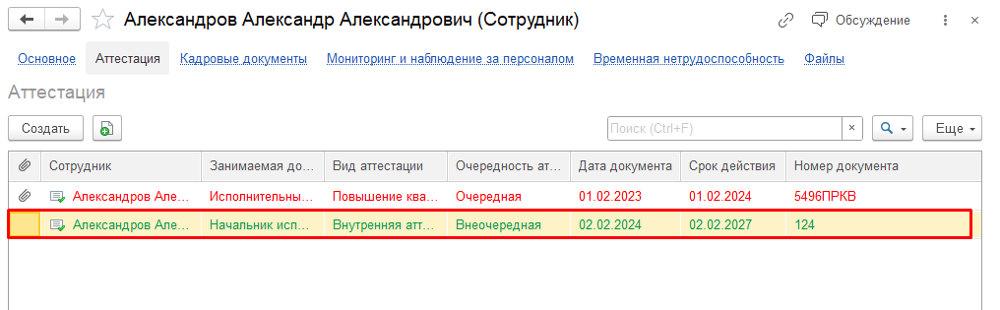 Александров Александр Александрович (Сотрудник) Обсуждение
Основное Аттестация Кадровые документы Мониторинг и наблюдение за персоналом Временная нетрудоспособность Файлы
Аттестация
Создать Поиск (Ctrl+F) × Еще
Сотрудник Занимаемая до... Вид аттестации Очередность ат... Дата документа Срок действия Номер документа
Александров Але... Исполнительны... Повышение ква... Очередная 01.02.2023 01.02.2024 5496ПРКВ
Александров Але... Начальник исп... Внутренняя атт... Внеочередная 02.02.2024 02.02.2027 124